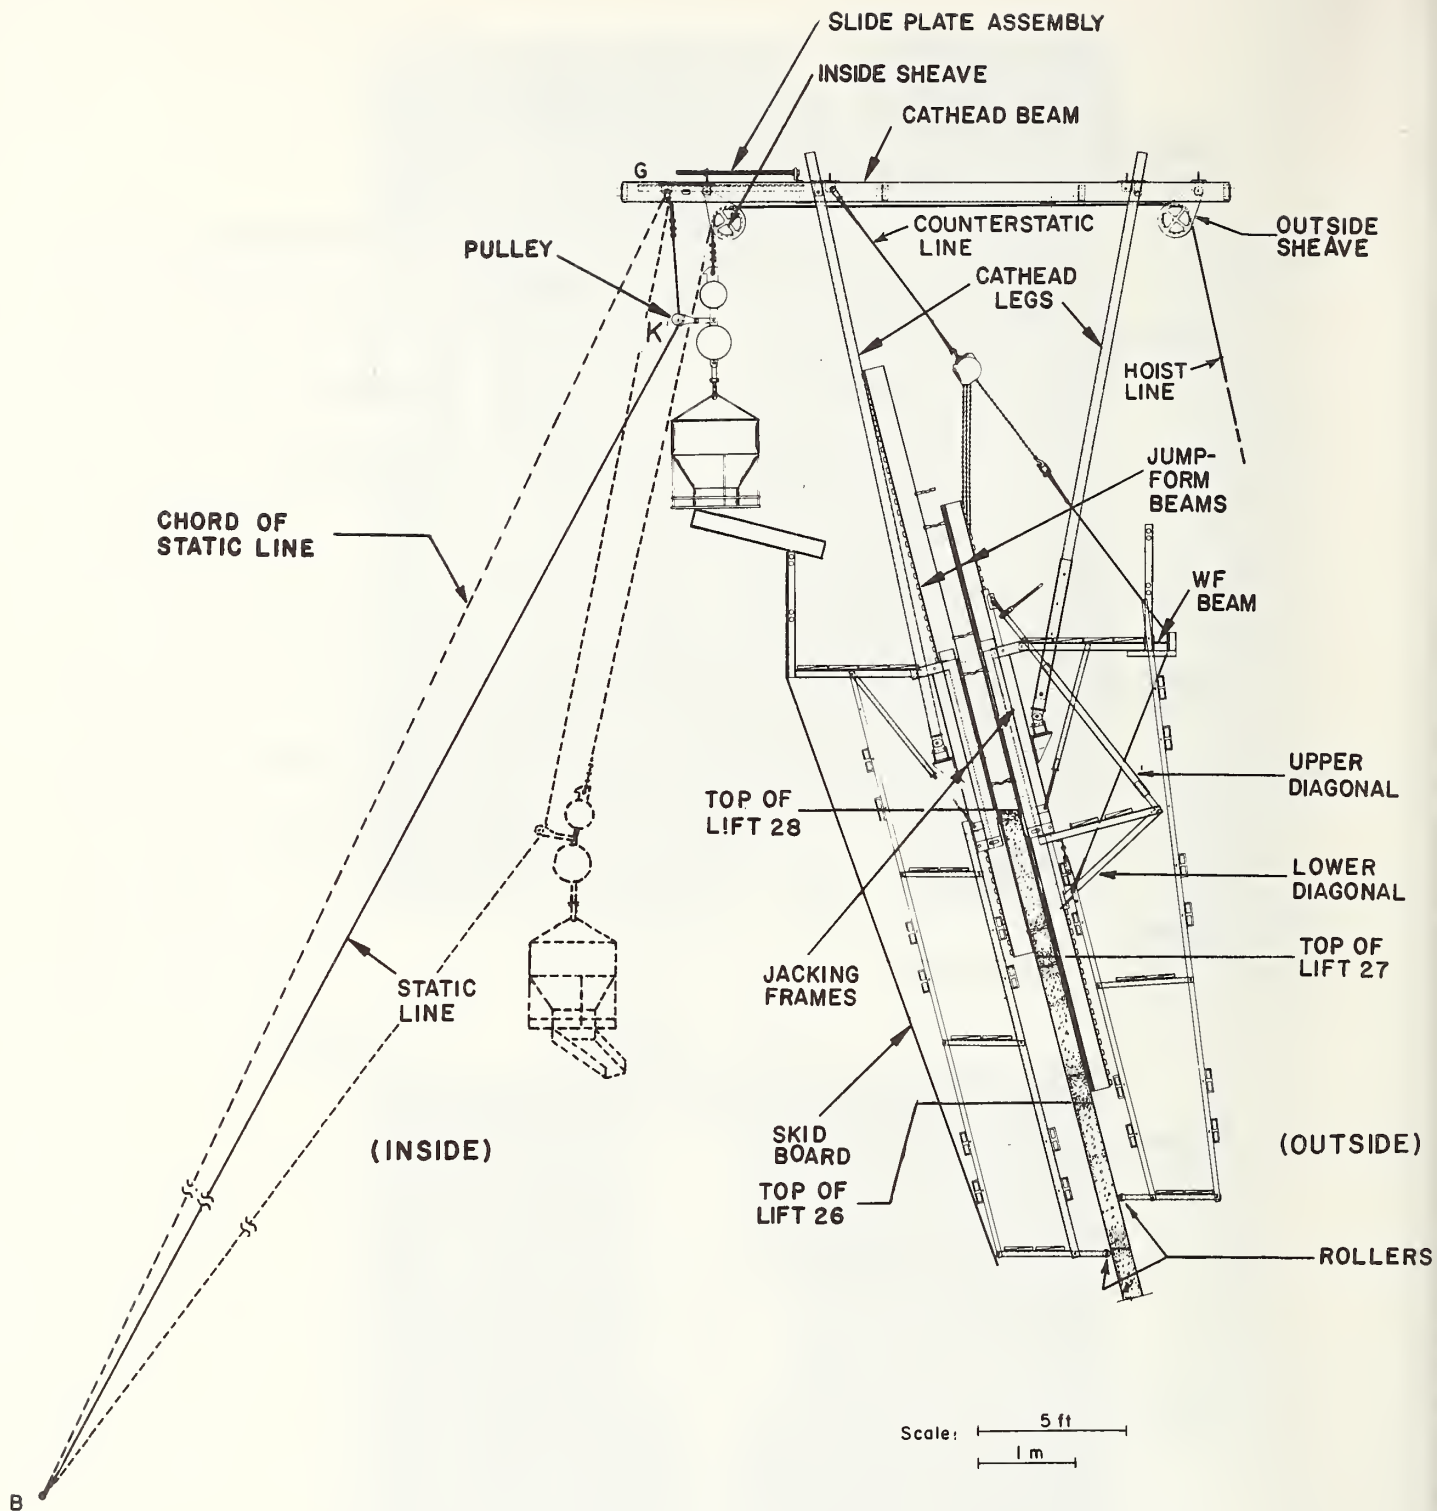 SLIDE PLATE ASSEMBLY
INSIDE SHEAVE
CATHEAD BEAM
G
COUNTERSTATIC
LINE
OUTSIDE
SHEAVE
PULLEY
CATHEAD
LEGS
K
HOIST
LINE
JUMP-
FORM
BEAMS
CHORD OF
STATIC LINE
WF
BEAM
UPPER
DIAGONAL
TOP OF
LIFT 28
LOWER
DIAGONAL
TOP OF
LIFT 27
JACKING
FRAMES
STATIC
LINE
(INSIDE)
SKID
BOARD
(OUTSIDE)
TOP OF
LIFT 26
ROLLERS
Scale: 5 ft
1 m
B